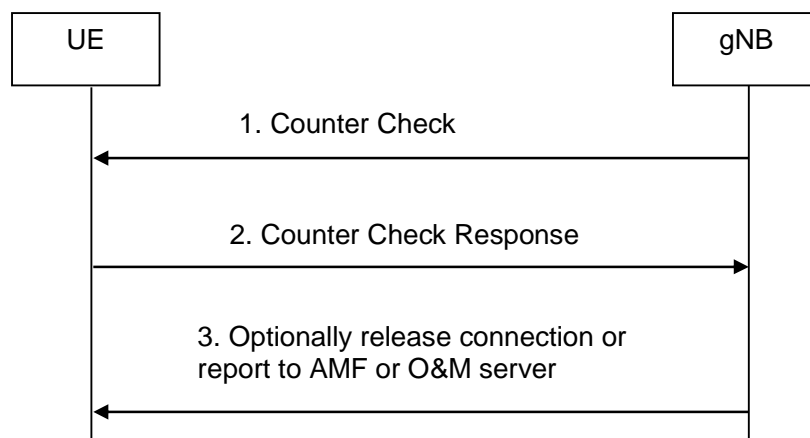 UE
gNB
1. Counter Check
2. Counter Check Response
3. Optionally release connection or
report to AMF or O&M server